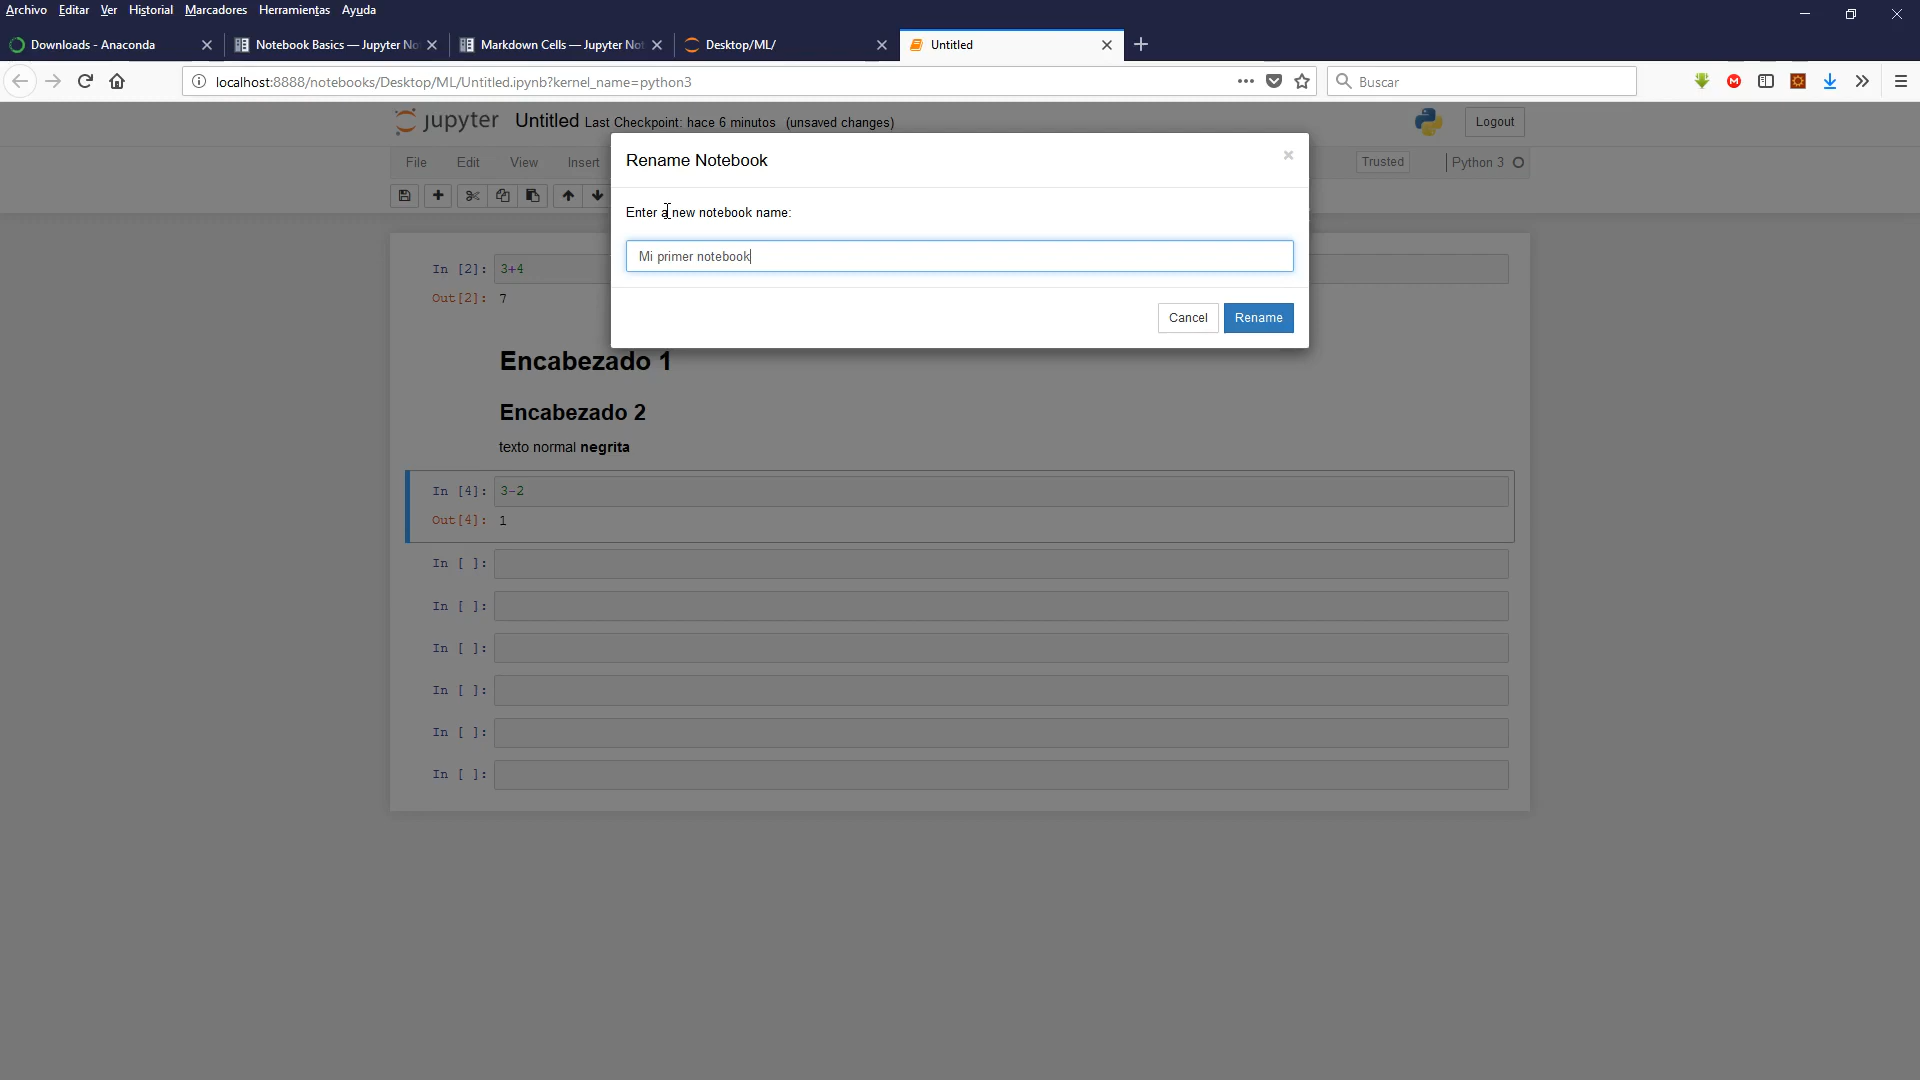 Archivo Editar Ver Historial Marcadores Herramientas Ayuda
Downloads - Anaconda
Notebook Basics — Jupyter No
Markdown Cells — Jupyter Not
Desktop/ML/
Untitled
localhost:8888/notebooks/Desktop/ML/Untitled.ipynb?kernel_name=python3
Buscar
jupyter Untitled Last Checkpoint: hace 6 minutos (unsaved changes)
Logout
File Edit View Insert
Trusted
Python 3
Rename Notebook
×
Enter a new notebook name:
Mi primer notebook
Cancel Rename
In [2]: 3+4
Out[2]: 7
Encabezado 1
Encabezado 2
texto normal negrita
In [4]: 3-2
Out[4]: 1
In [ ]:
In [ ]:
In [ ]:
In [ ]:
In [ ]:
In [ ]: